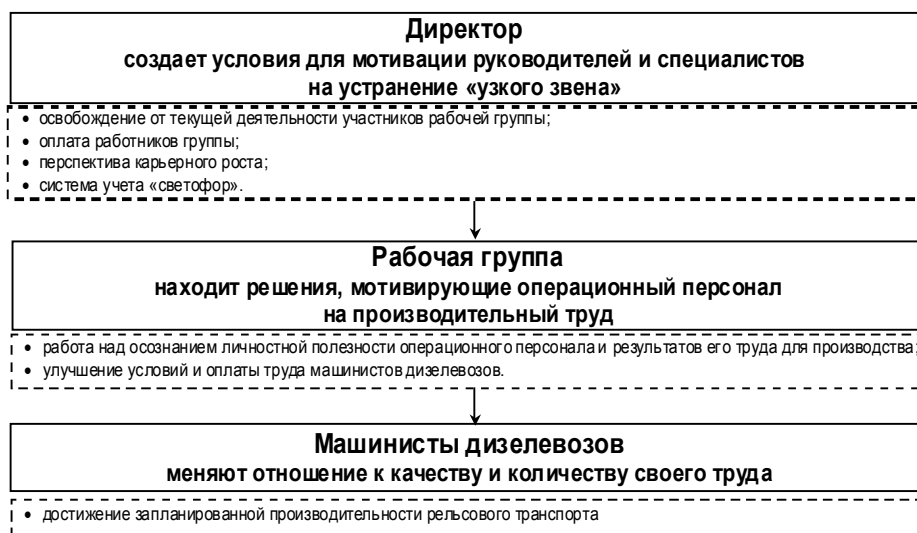 Директор
создает условия для мотивации руководителей и специалистов
на устранение «узкого звена»
• освобождение от текущей деятельности участников рабочей группы;
• оплата работников группы;
• перспектива карьерного роста;
• система учета «светофор».
Рабочая группа
находит решения, мотивирующие операционный персонал
на производительный труд
• работа над осознанием личностной полезности операционного персонала и результатов его труда для производства;
• улучшение условий и оплаты труда машинистов дизелевозов.
Машинисты дизелевозов
меняют отношение к качеству и количеству своего труда
• достижение запланированной производительности рельсового транспорта